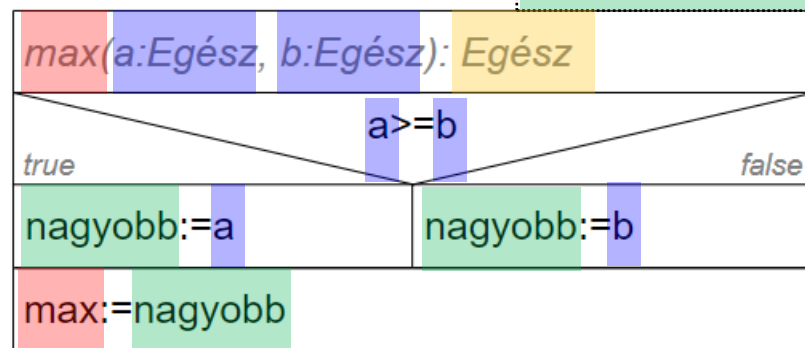 max(a:Egész, b:Egész): Egész
a>=b
true false
nagyobb:=a nagyobb:=b
max:=nagyobb